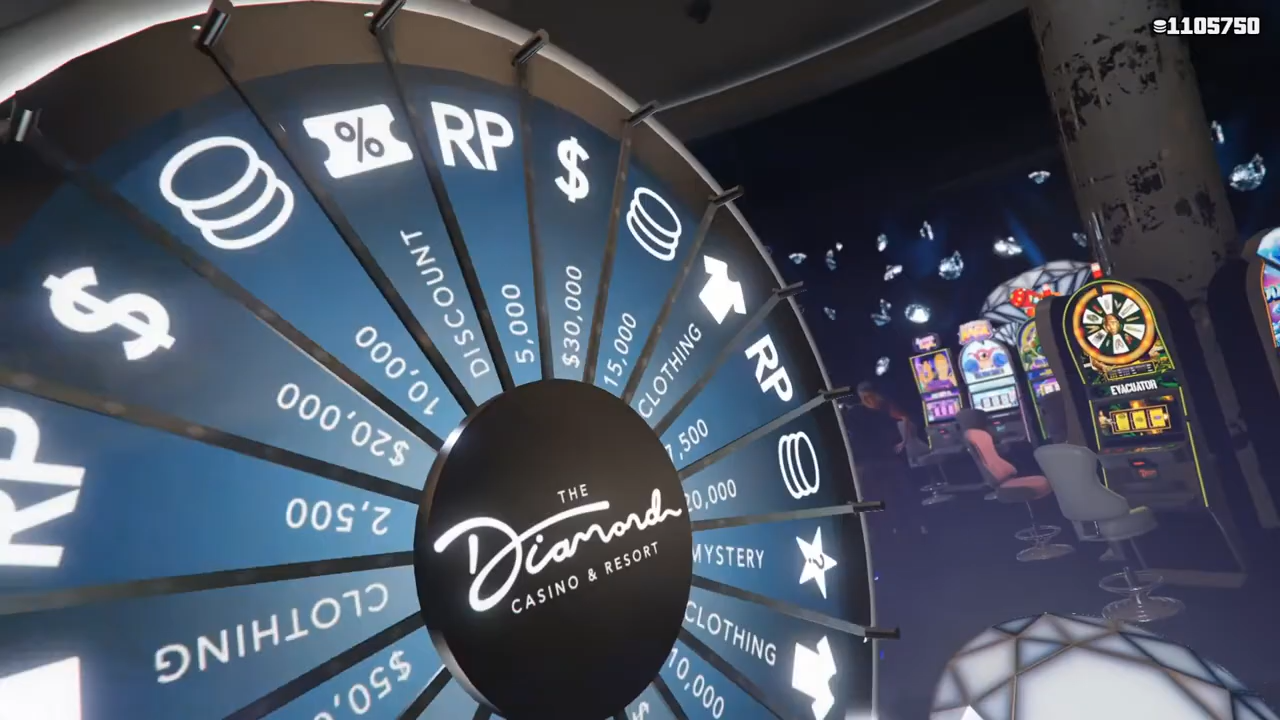 1105750
%
DISCOUNT
RP
5,000
$
$30,000
15,000
CLOTHING
RP
7,500
20,000
MYSTERY
?
CLOTHING
10,000
10,000
$
$20,000
RP
2,500
CLOTHING
$50,0
THE
Diamond
CASINO & RESORT
EVACUATOR